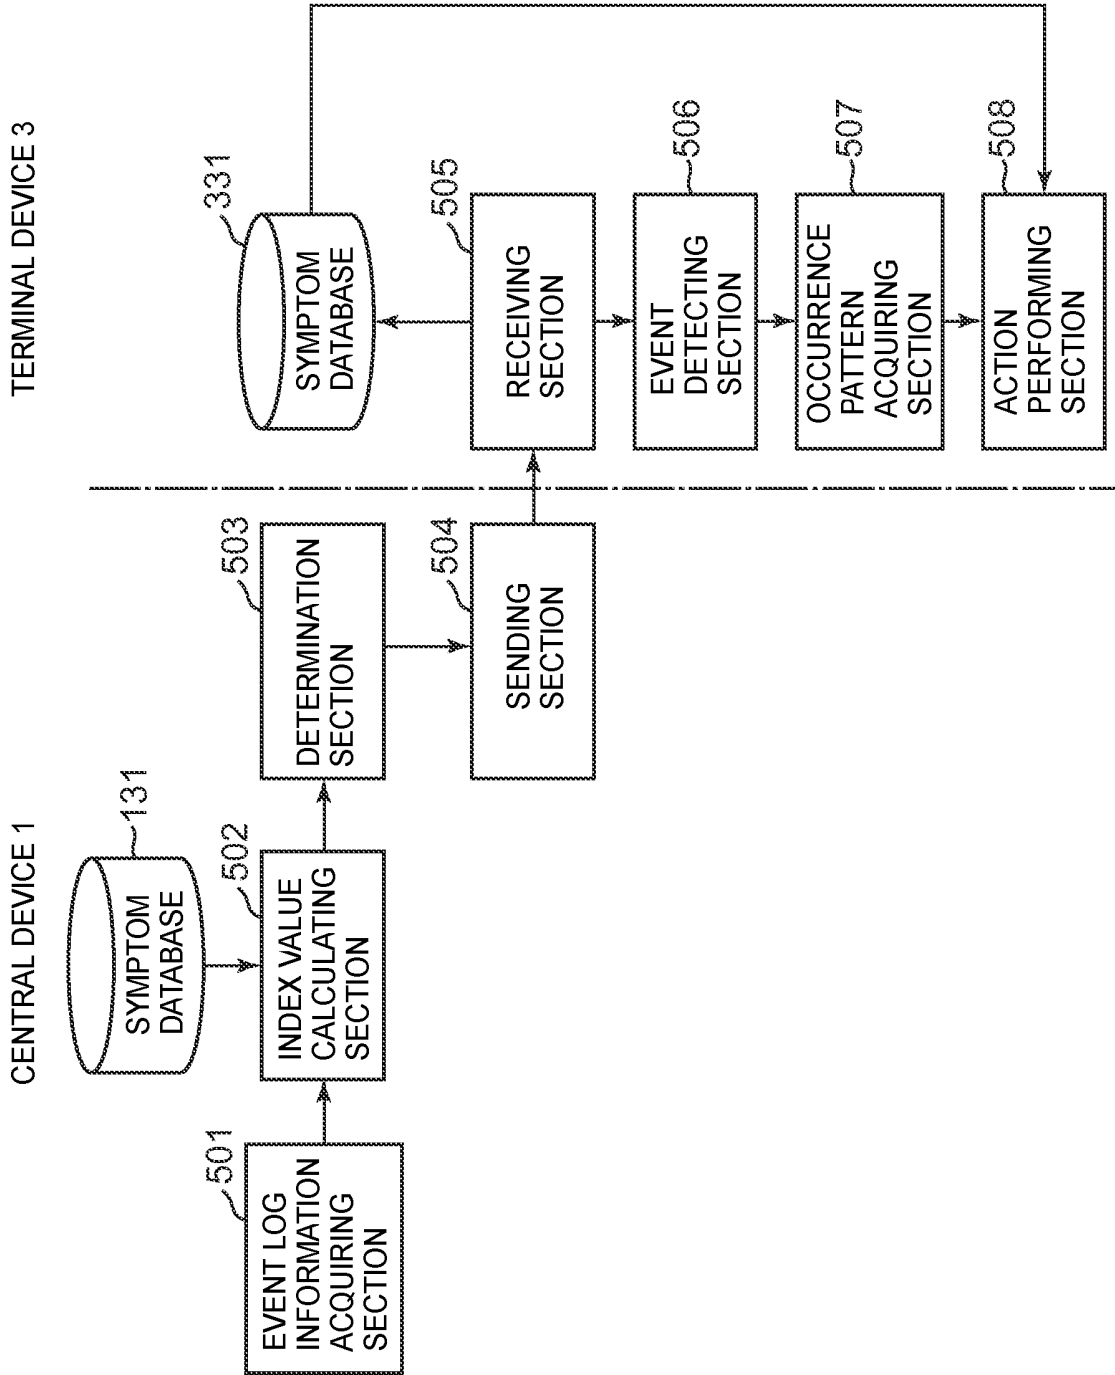 CENTRAL DEVICE 1
TERMINAL DEVICE 3
131
SYMPTOM
DATABASE
501
EVENT LOG
INFORMATION
ACQUIRING
SECTION
502
INDEX VALUE
CALCULATING
SECTION
503
DETERMINATION
SECTION
504
SENDING
SECTION
331
SYMPTOM
DATABASE
505
RECEIVING
SECTION
506
EVENT
DETECTING
SECTION
507
OCCURRENCE
PATTERN
ACQUIRING
SECTION
508
ACTION
PERFORMING
SECTION